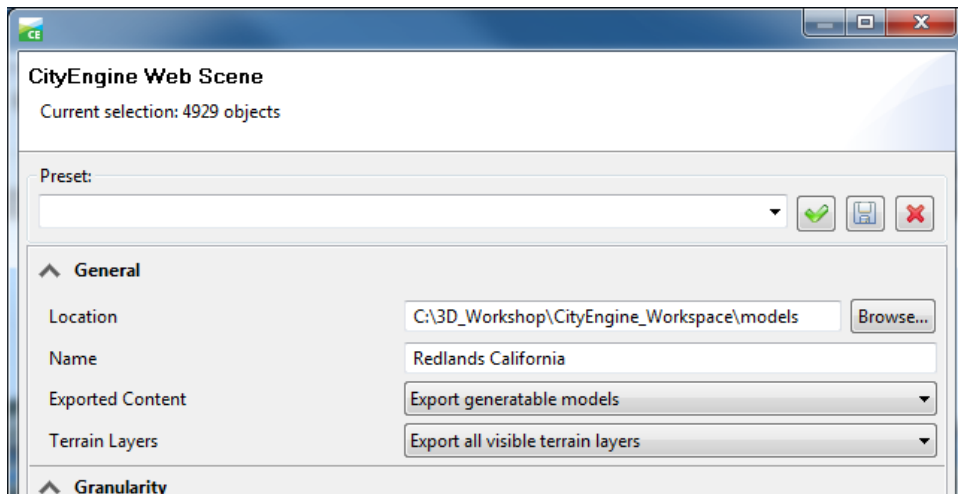 CE
CityEngine Web Scene
Current selection: 4929 objects
Preset:
General
Location C:\3D_Workshop\CityEngine_Workspace\models Browse...
Name Redlands California
Exported Content Export generatable models
Terrain Layers Export all visible terrain layers
Granularity